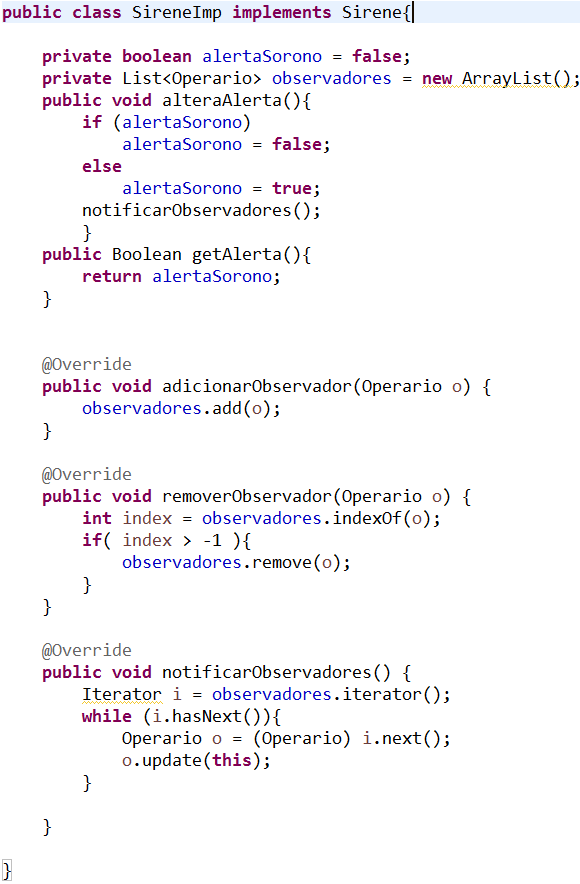 public class SireneImp implements Sirene{
private boolean alertaSorono = false;
private List<Operario> observadores = new ArrayList();
public void alteraAlerta(){
if (alertaSorono)
alertaSorono = false;
else
alertaSorono = true;
notificarObservadores();
}
public Boolean getAlerta(){
return alertaSorono;
}
@Override
public void adicionarObservador(Operario o) {
observadores.add(o);
}
@Override
public void removerObservador(Operario o) {
int index = observadores.indexOf(o);
if( index > -1 ){
observadores.remove(o);
}
}
@Override
public void notificarObservadores() {
Iterator i = observadores.iterator();
while (i.hasNext()){
Operario o = (Operario) i.next();
o.update(this);
}
}
}